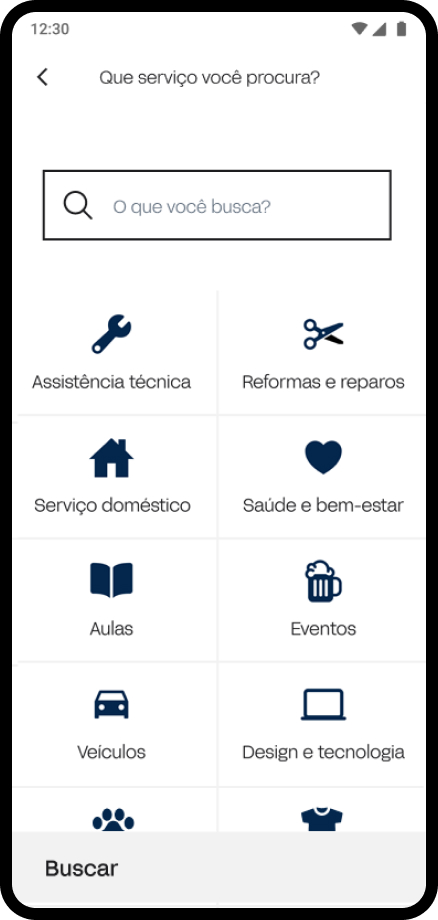 12:30
Que serviço você procura?
O que você busca?
Assistência técnica
Reformas e reparos
Serviço doméstico
Saúde e bem-estar
Aulas
Eventos
Veículos
Design e tecnologia
Buscar